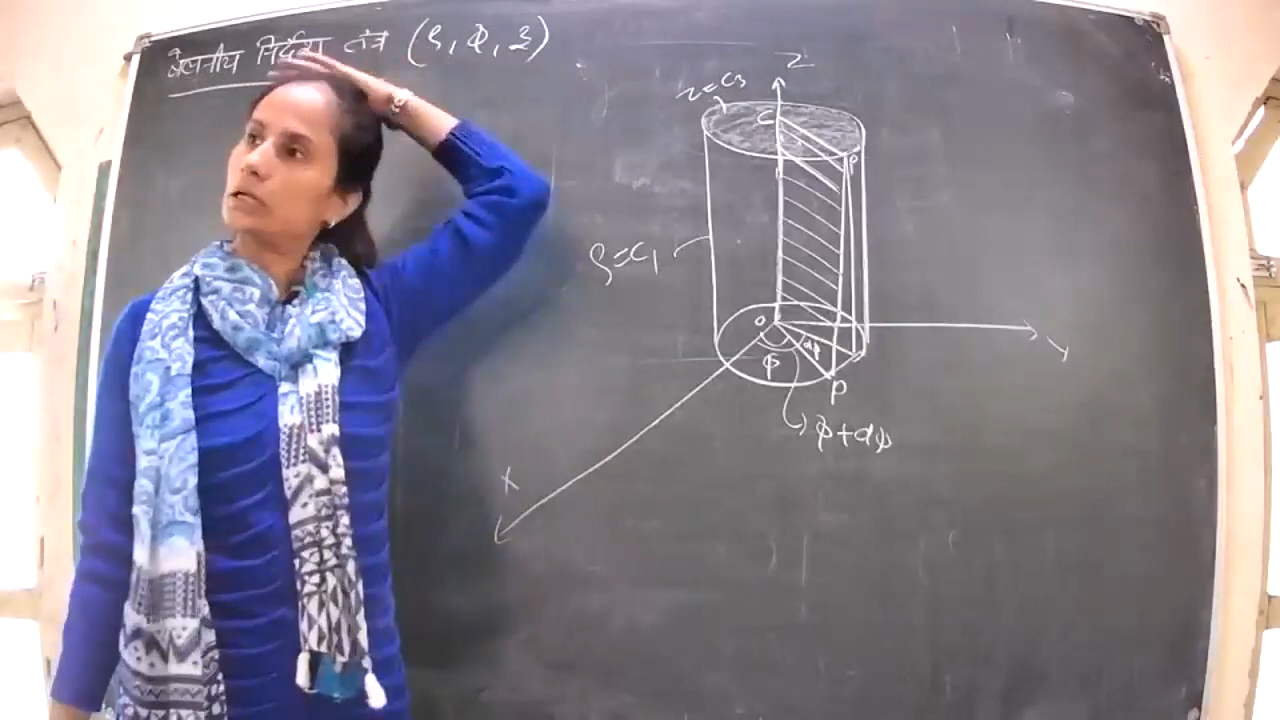 बेलनीय निर्देश तंत्र (ρ, φ, z)
Z
z=c3
C
P
ρ=c1
O
Y
dφ
φ
P
φ+dφ
X